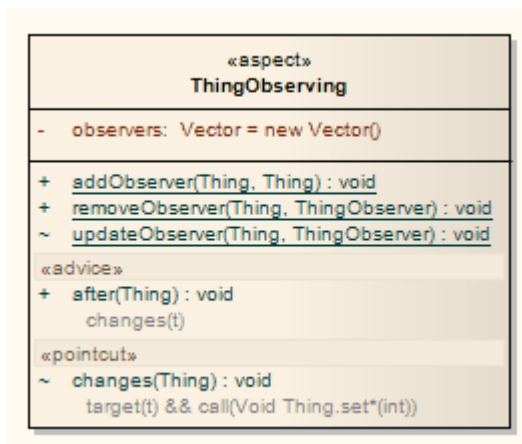 «aspect»
ThingObserving
- observers: Vector = new Vector()
+ addObserver(Thing, Thing) : void
+ removeObserver(Thing, ThingObserver) : void
~ updateObserver(Thing, ThingObserver) : void
«advice»
+ after(Thing) : void
changes(t)
«pointcut»
~ changes(Thing) : void
target(t) && call(Void Thing.set*(int))